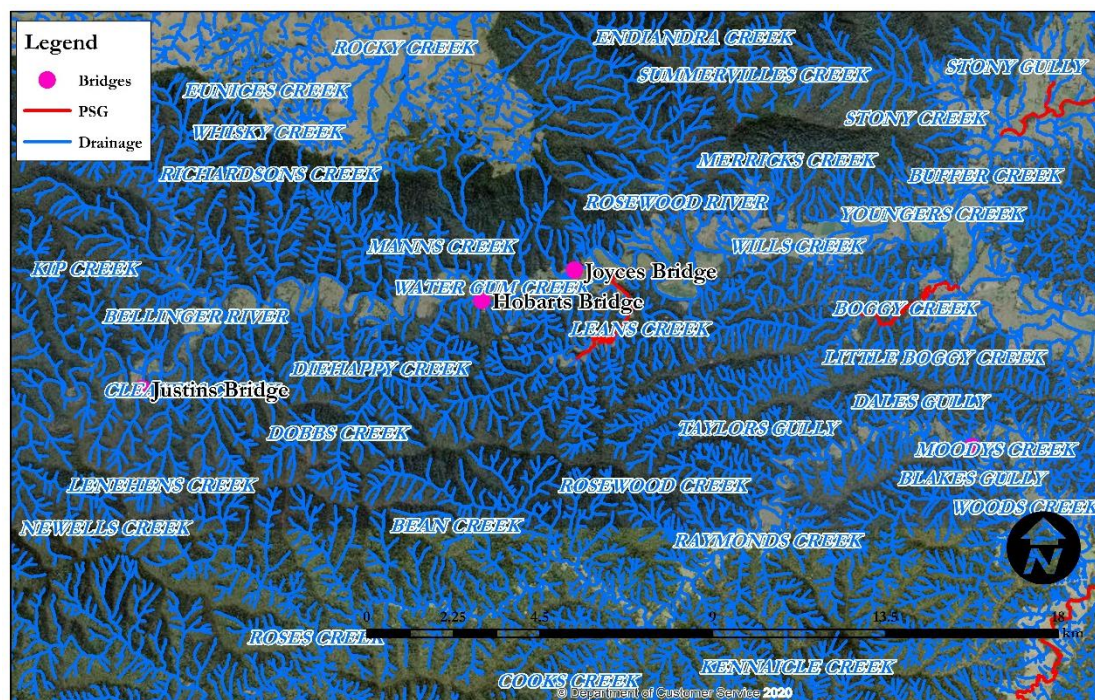 Legend
Bridges
PSG
Drainage
ROCKY CREEK
ENDIANDRA CREEK
SUMMERVILLES CREEK
STONY GULLY
EUNICES CREEK
STONY CREEK
WHISKY CREEK
RICHARDSONS CREEK
MERRICKS CREEK
BUFFER CREEK
ROSEWOOD RIVER
YOUNGERS CREEK
MANNS CREEK
WILLS CREEK
KIP CREEK
Joyces Bridge
WATER GUM CREEK
Hobarts Bridge
BELLINGER RIVER
LEANS CREEK
BOGGY CREEK
DIEHAPPY CREEK
LITTLE BOGGY CREEK
Justins Bridge
DALES GULLY
DOBBS CREEK
TAYLORS GULLY
MOODYS CREEK
LENEHENS CREEK
ROSEWOOD CREEK
BLAKES GULLY
WOODS CREEK
NEWELLS CREEK
BEAN CREEK
RAYMONDS CREEK
N
0 2.25 4.5 9 13.5 18
km
ROSES CREEK
KENNAICLE CREEK
COOKS CREEK
© Department of Customer Service 2020